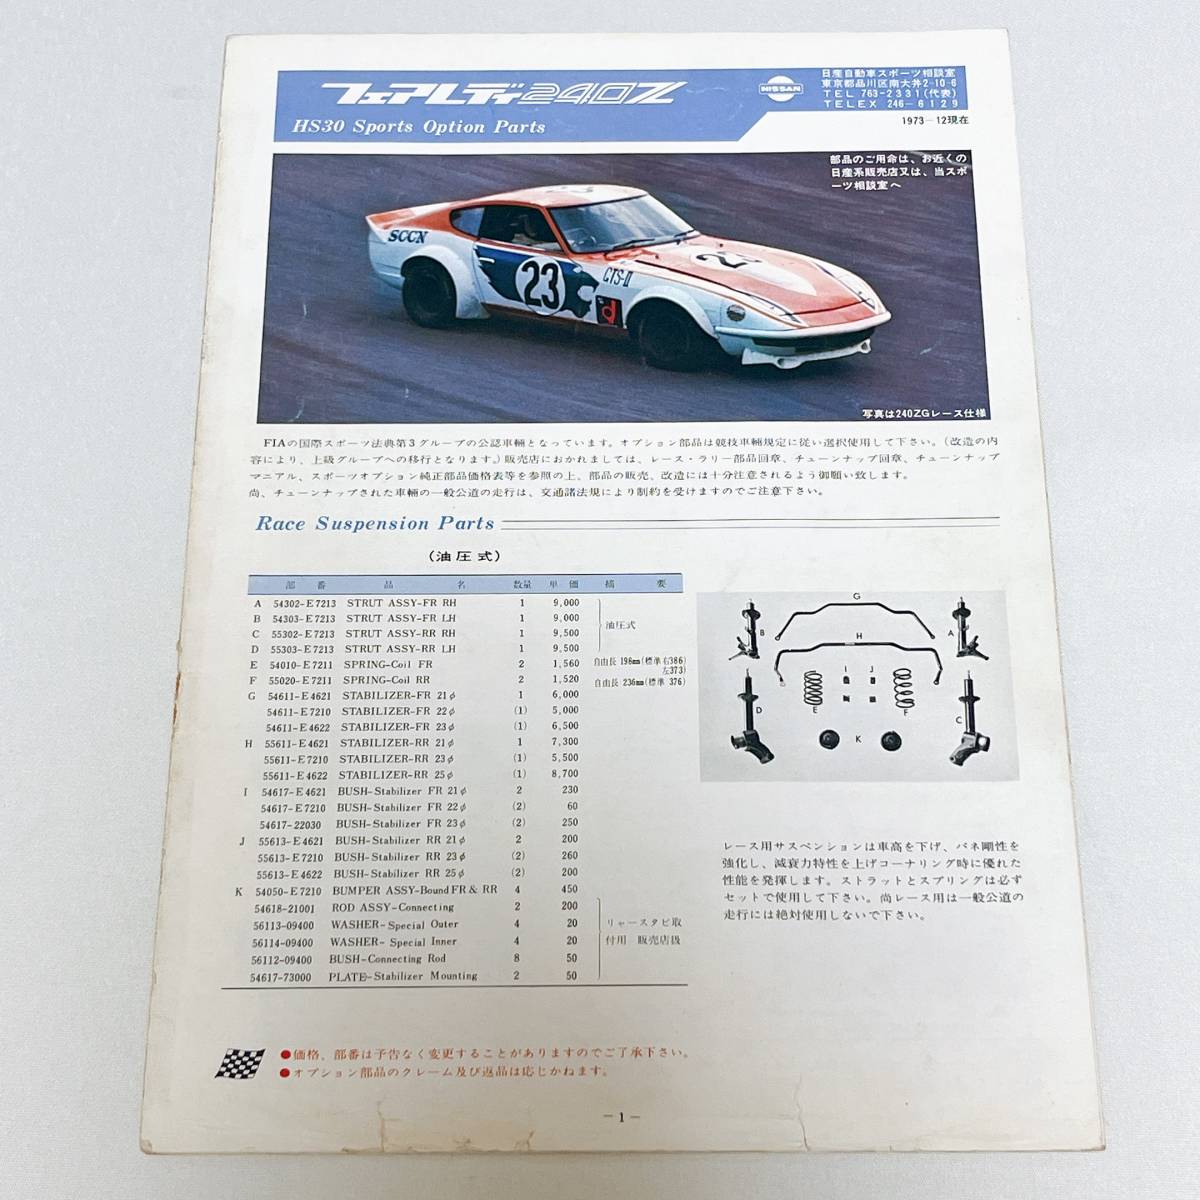 フェアレディ240Z
HS30 Sports Option Parts
NISSAN
日産自動車スポーツ相談室
東京都品川区南大井2-10-6
TEL 763-2331(代表)
TELEX 246-6129
1973-12現在
部品のご用命は、お近くの
日産系販売店又は、当スポ
ーツ相談室へ
SCCN
23
CTS-II
d
23
写真は240ZGレース仕様
FIAの国際スポーツ法典第3グループの公認車輛となっています。オプション部品は競技車輛規定に従い選択使用して下さい。(改造の内
容により、上級グループへの移行となります。)販売店におかれましては、レース・ラリー部品回章、チューンナップ回章、チューンナップ
マニアル、スポーツオプション純正部品価格表等を参照の上、部品の販売、改造には十分注意されるよう御願い致します。
尚、チューンナップされた車輛の一般公道の走行は、交通諸法規により制約を受けますのでご注意下さい。
Race Suspension Parts
(油圧式)
部 番 品 名 数量 単価 摘 要
A 54302-E7213 STRUT ASSY-FR RH 1 9,000
B 54303-E7213 STRUT ASSY-FR LH 1 9,000
油圧式
C 55302-E7213 STRUT ASSY-RR RH 1 9,500
D 55303-E7213 STRUT ASSY-RR LH 1 9,500
E 54010-E7211 SPRING-Coil FR 2 1,560 自由長 198mm(標準 右386)
左373)
F 55020-E7211 SPRING-Coil RR 2 1,520 自由長 236mm(標準 376)
G 54611-E4621 STABILIZER-FR 21φ 1 6,000
54611-E7210 STABILIZER-FR 22φ (1) 5,000
54611-E4622 STABILIZER-FR 23φ (1) 6,500
H 55611-E4621 STABILIZER-RR 21φ 1 7,300
55611-E7210 STABILIZER-RR 23φ (1) 5,500
55611-E4622 STABILIZER-RR 25φ (1) 8,700
I 54617-E4621 BUSH-Stabilizer FR 21φ 2 230
54617-E7210 BUSH-Stabilizer FR 22φ (2) 60
54617-22030 BUSH-Stabilizer FR 23φ (2) 250
J 55613-E4621 BUSH-Stabilizer RR 21φ 2 200
55613-E7210 BUSH-Stabilizer RR 23φ (2) 260
55613-E4622 BUSH-Stabilizer RR 25φ (2) 200
K 54050-E7210 BUMPER ASSY-Bound FR & RR 4 450
54618-21001 ROD ASSY-Connecting 2 200
56113-09400 WASHER-Special Outer 4 20 リャースタビ取
56114-09400 WASHER-Special Inner 4 20 付用 販売店扱
56112-09400 BUSH-Connecting Rod 8 50
54617-73000 PLATE-Stabilizer Mounting 2 50
G
B
H
A
I
J
D
E
F
C
K
レース用サスペンションは車高を下げ、バネ剛性を
強化し、減衰力特性を上げコーナリング時に優れた
性能を発揮します。ストラットとスプリングは必ず
セットで使用して下さい。尚レース用は一般公道の
走行には絶対使用しないで下さい。
●価格、部番は予告なく変更することがありますのでご了承下さい。
●オプション部品のクレーム及び返品は応じかねます。
-1-